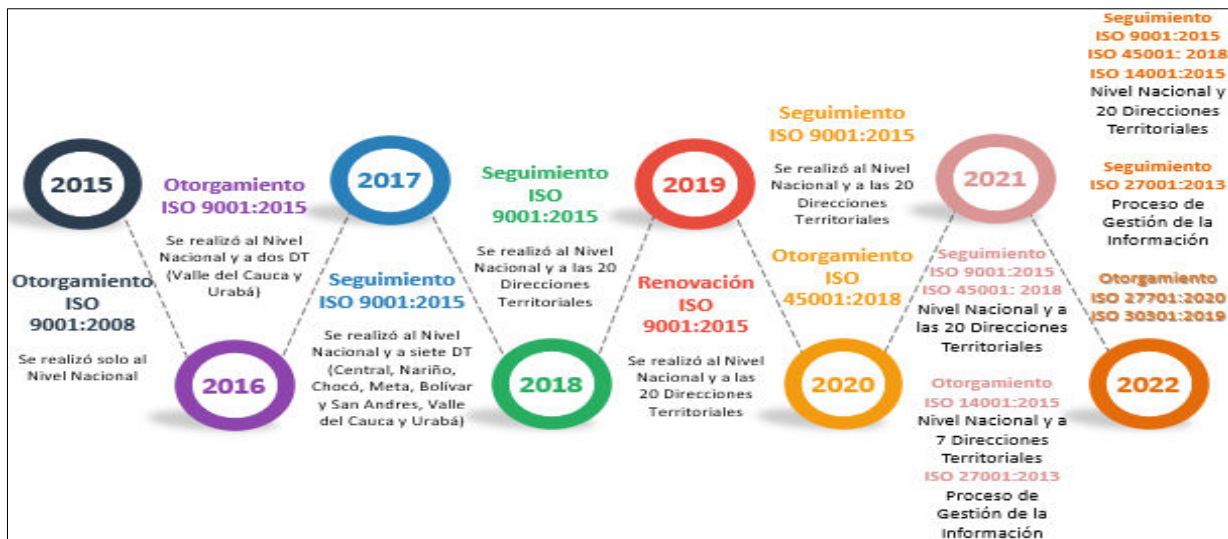 2015
Otorgamiento
ISO
9001:2008
Se realizó solo al
Nivel Nacional
Otorgamiento
ISO 9001:2015
Se realizó al Nivel
Nacional y a dos DT
(Valle del Cauca y
Urabá)
2016
2017
Seguimiento
ISO 9001:2015
Se realizó al Nivel
Nacional y a siete DT
(Central, Nariño,
Chocó, Meta, Bolívar
y San Andres, Valle
del Cauca y Urabá)
Seguimiento
ISO
9001:2015
Se realizó al Nivel
Nacional y a las 20
Direcciones
Territoriales
2018
2019
Renovación
ISO
9001:2015
Se realizó al Nivel
Nacional y a las
20 Direcciones
Territoriales
Seguimiento
ISO 9001:2015
Se realizó al Nivel
Nacional y a las 20
Direcciones
Territoriales
Otorgamiento
ISO
45001:2018
2020
2021
Seguimiento
ISO 9001:2015
ISO 45001: 2018
Nivel Nacional y a
las 20 Direcciones
Territoriales
Otorgamiento
ISO 14001:2015
Nivel Nacional y a
7 Direcciones
Territoriales
ISO 27001:2013
Proceso de
Gestión de la
Información
Seguimiento
ISO 9001:2015
ISO 45001: 2018
ISO 14001:2015
Nivel Nacional y
20 Direcciones
Territoriales
Seguimiento
ISO 27001:2013
Proceso de
Gestión de la
Información
Otorgamiento
ISO 27701:2020
ISO 30301:2019
2022